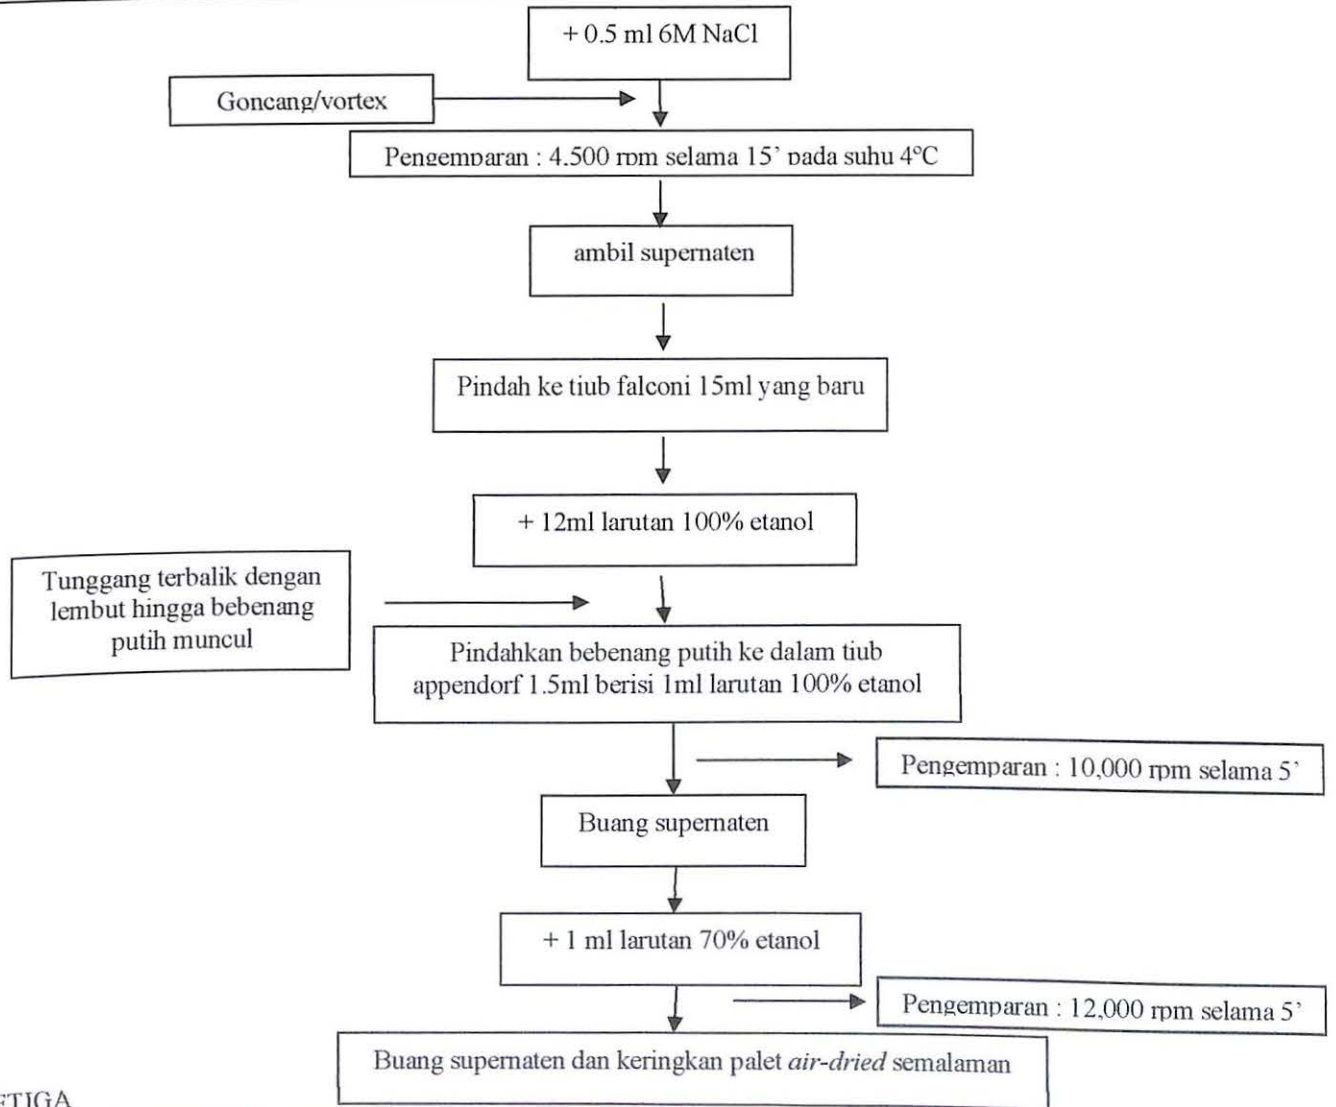 + 0.5 ml 6M NaCl
Goncang/vortex
Pengemparan : 4.500 rpm selama 15’ pada suhu 4°C
ambil supernaten
Pindah ke tiub falconi 15ml yang baru
+ 12ml larutan 100% etanol
Tunggang terbalik dengan
lembut hingga bebenang
putih muncul
Pindahkan bebenang putih ke dalam tiub
appendorf 1.5ml berisi 1ml larutan 100% etanol
Pengemparan : 10,000 rpm selama 5’
Buang supernaten
+ 1 ml larutan 70% etanol
Pengemparan : 12,000 rpm selama 5’
Buang supernaten dan keringkan palet air-dried semalaman